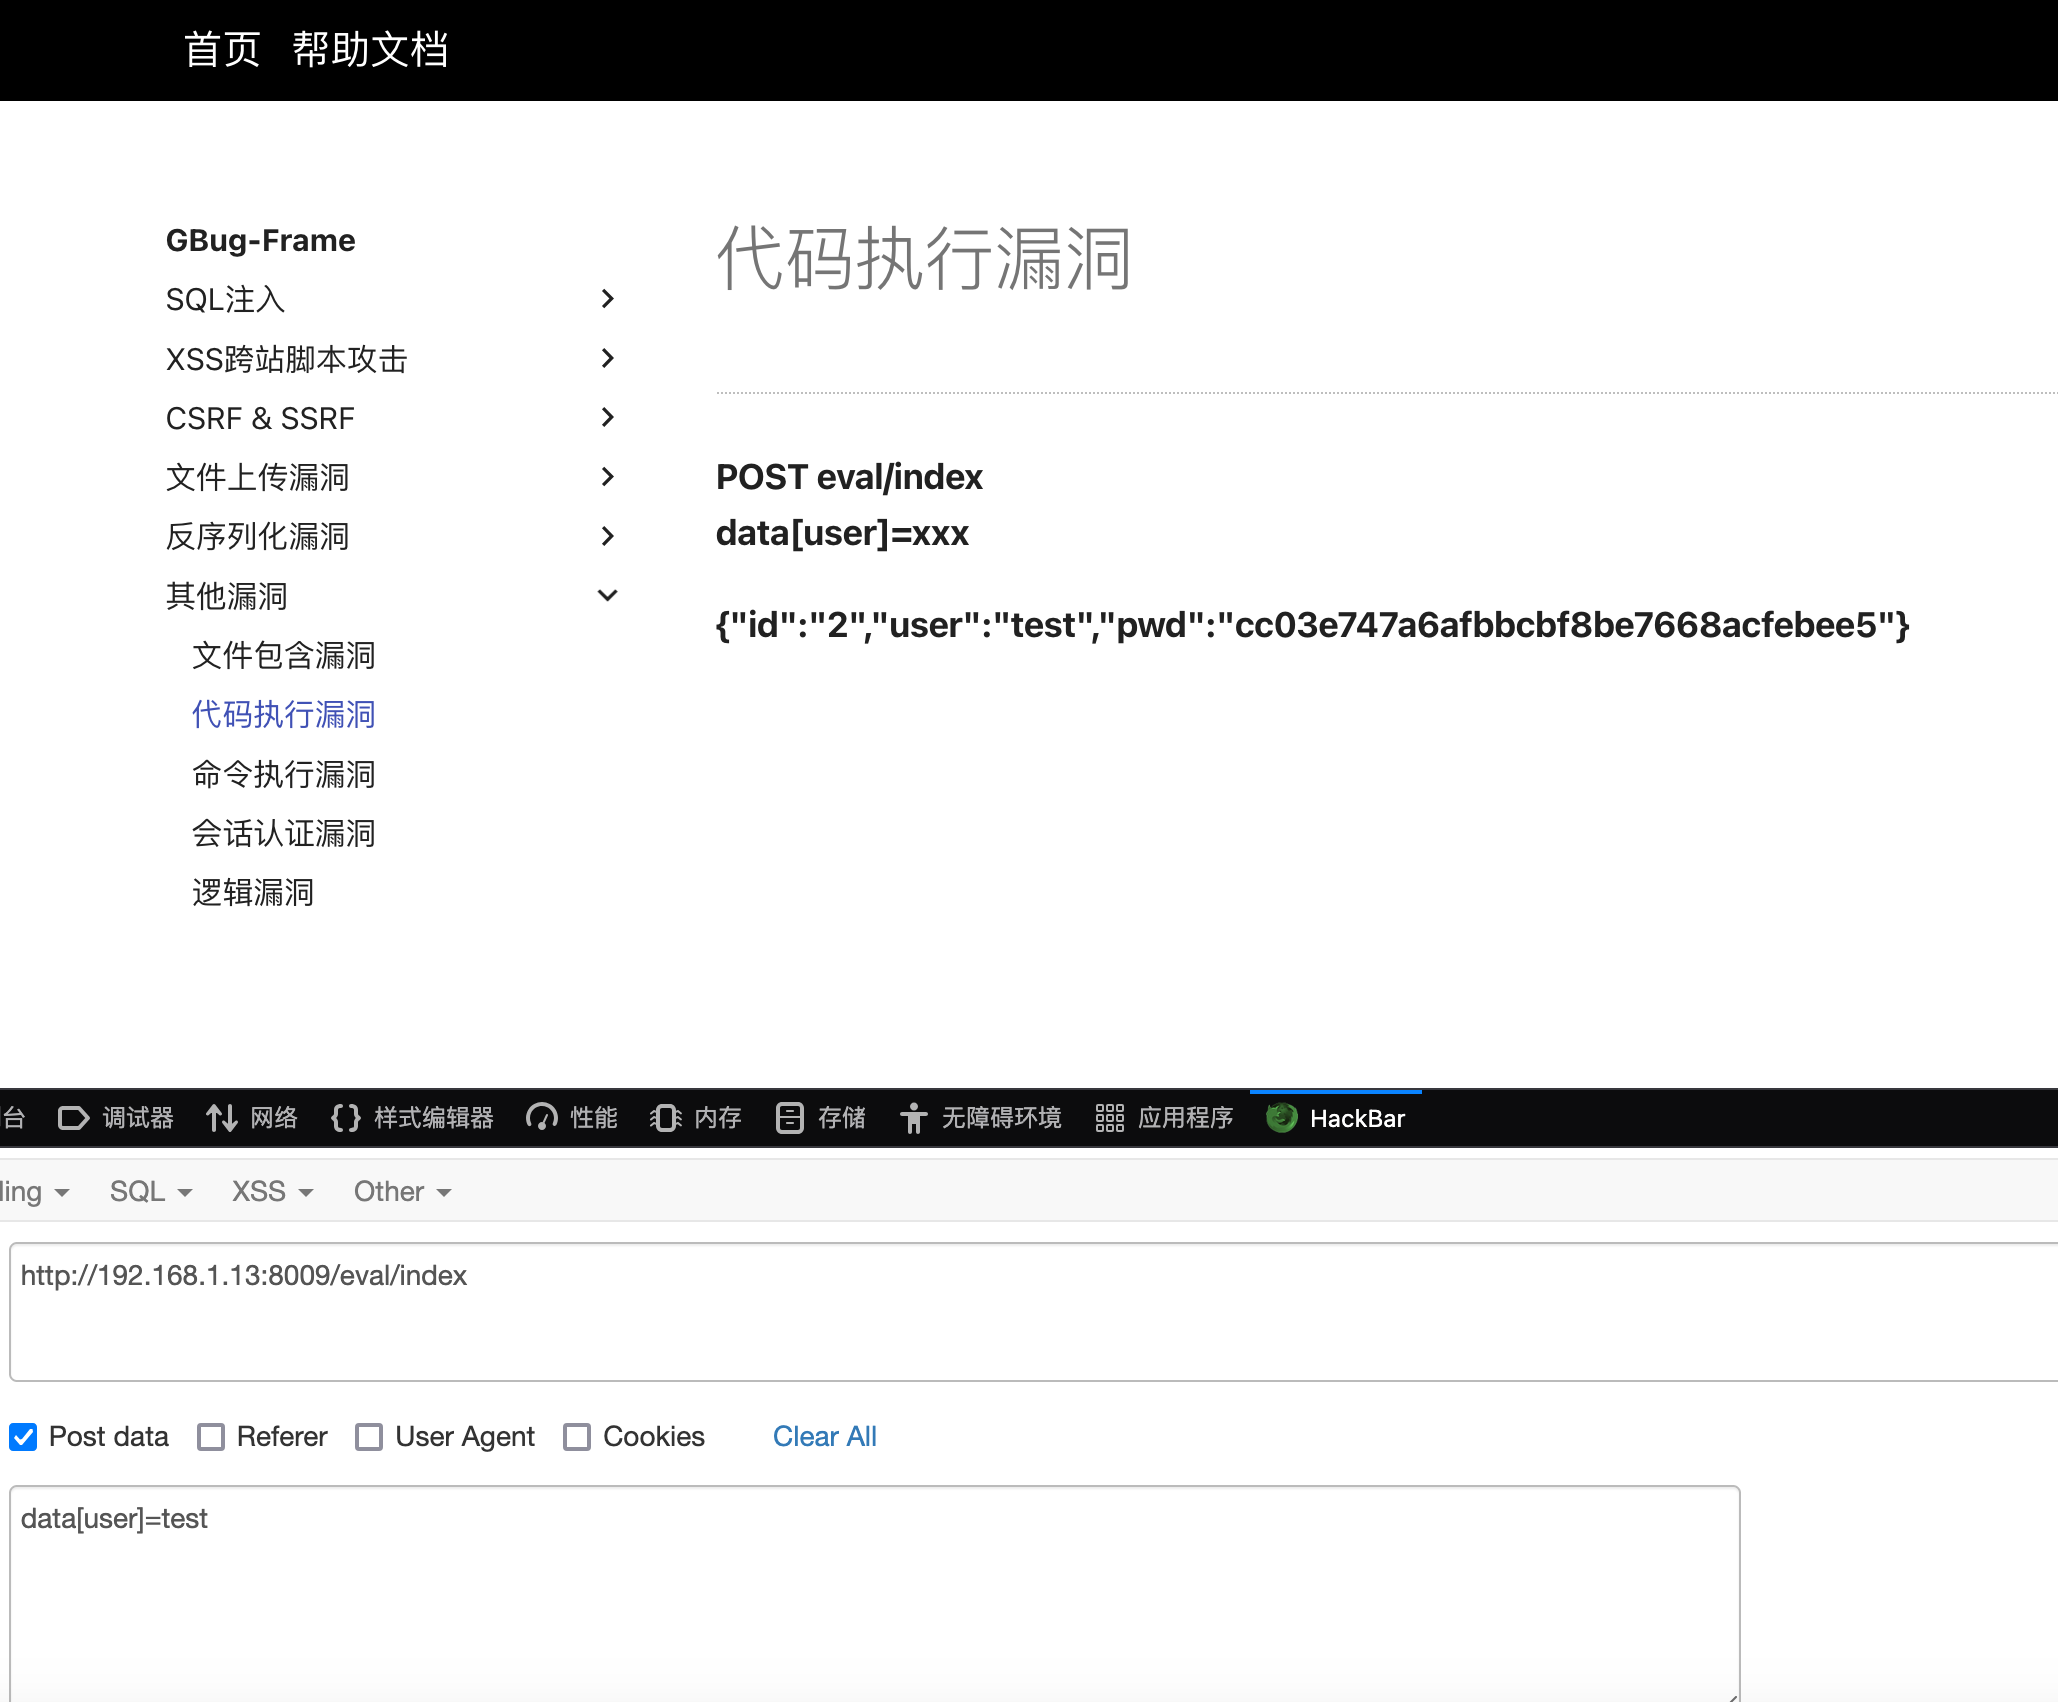 首页 帮助文档
GBug-Frame
SQL注入
XSS跨站脚本攻击
CSRF & SSRF
文件上传漏洞
反序列化漏洞
其他漏洞
文件包含漏洞
代码执行漏洞
命令执行漏洞
会话认证漏洞
逻辑漏洞
代码执行漏洞
POST eval/index
data[user]=xxx
{"id":"2","user":"test","pwd":"cc03e747a6afbbcbf8be7668acfebee5"}
台 调试器 网络 样式编辑器 性能 内存 存储 无障碍环境 应用程序 HackBar
ling SQL XSS Other
http://192.168.1.13:8009/eval/index
Post data Referer User Agent Cookies Clear All
data[user]=test